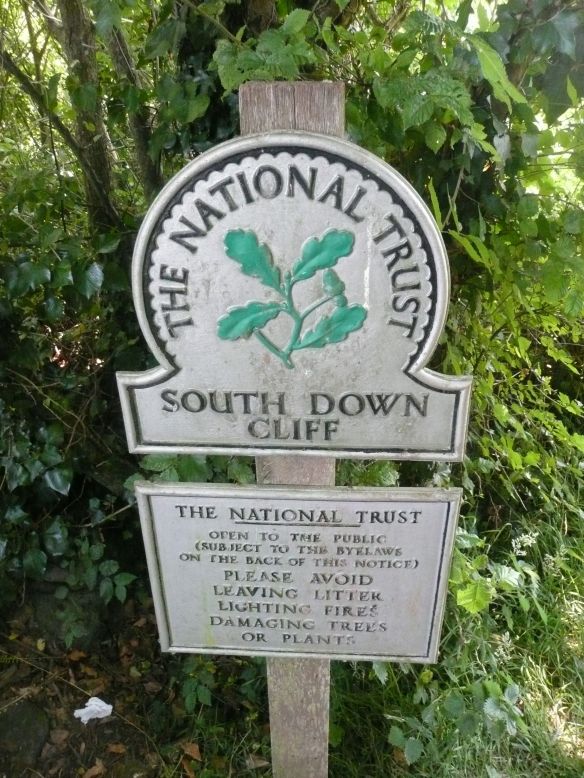 THE NATIONAL TRUST
SOUTH DOWN
CLIFF
THE NATIONAL TRUST
OPEN TO THE PUBLIC
(SUBJECT TO THE BYELAWS
ON THE BACK OF THIS NOTICE)
PLEASE AVOID
LEAVING LITTER
LIGHTING FIRES
DAMAGING TREES
OR PLANTS